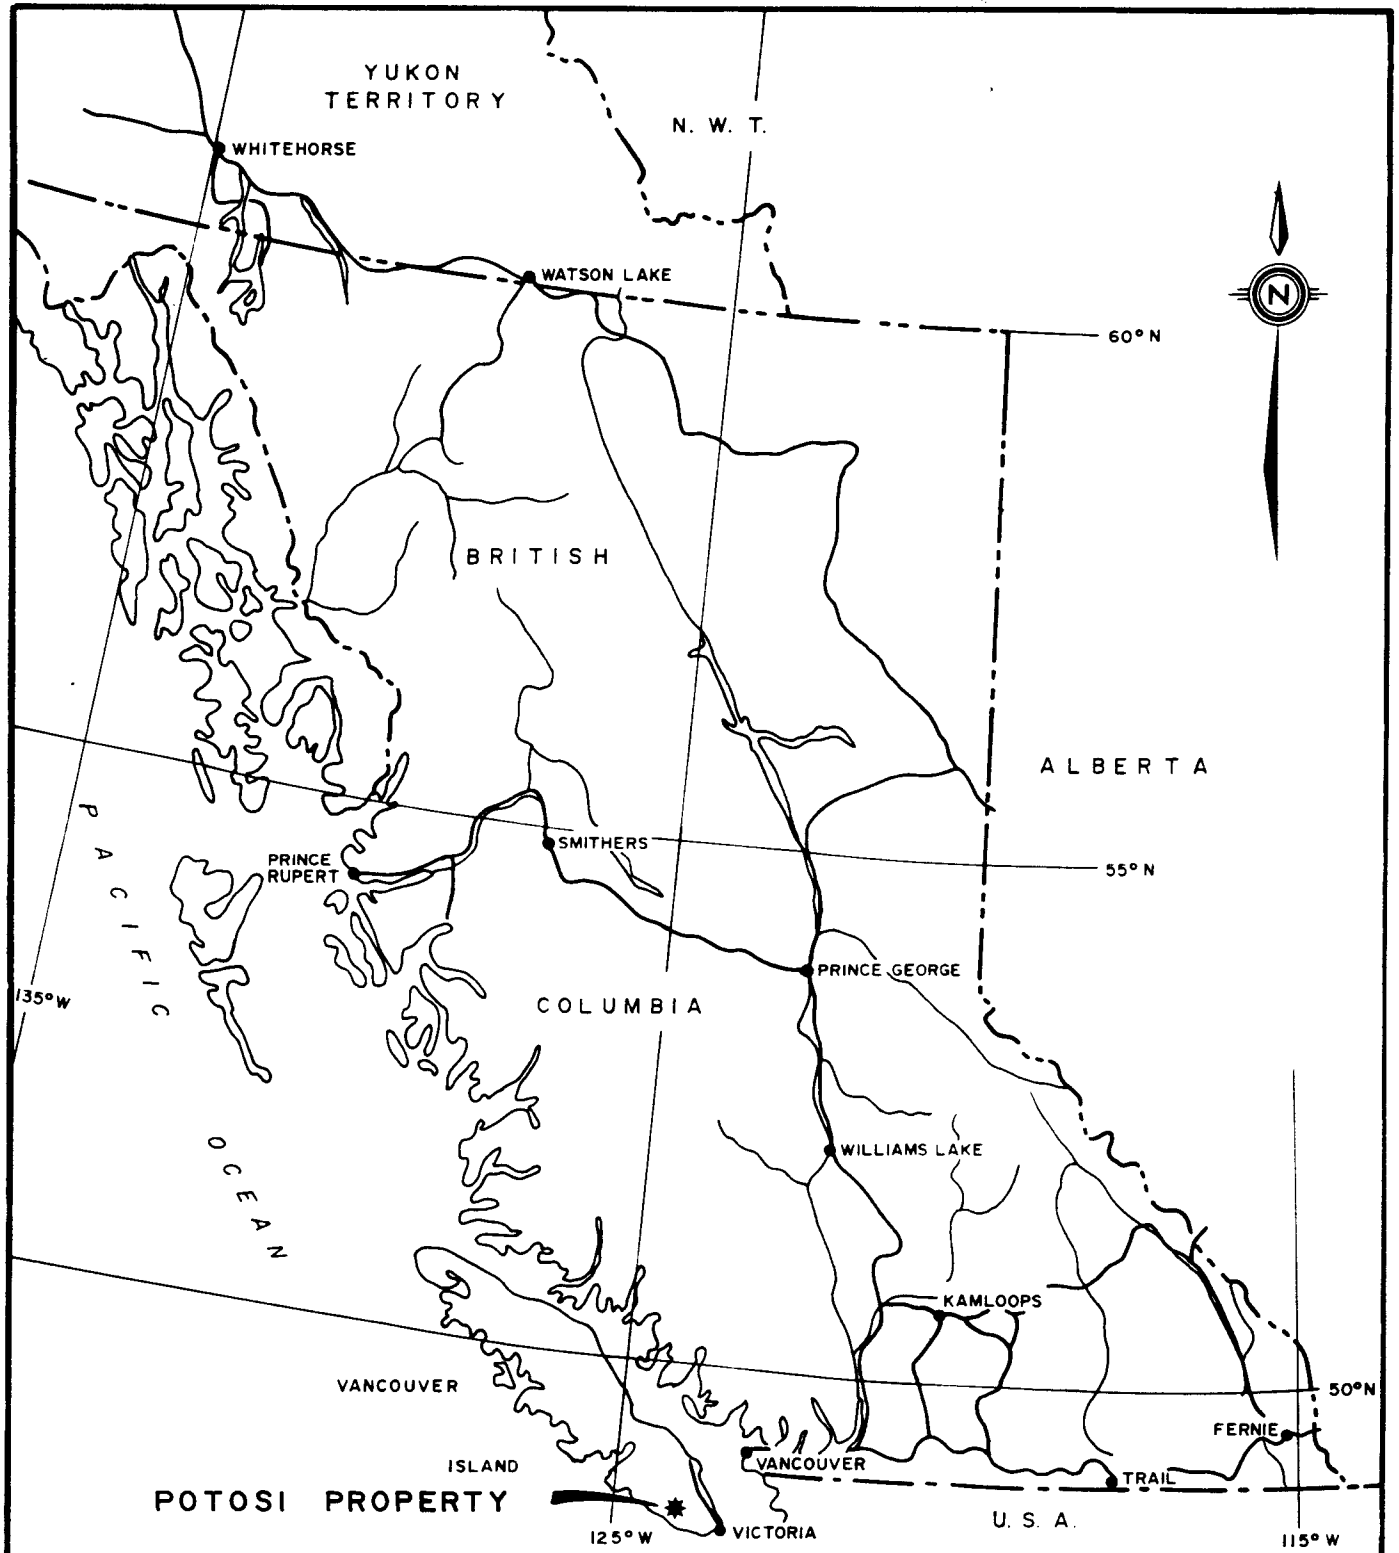 YUKON
TERRITORY
N. W. T.
WHITEHORSE
WATSON LAKE
N
60° N
BRITISH
ALBERTA
PACIFIC
SMITHERS
PRINCE
RUPERT
55° N
PRINCE GEORGE
135° W
COLUMBIA
OCEAN
WILLIAMS LAKE
KAMLOOPS
VANCOUVER
50° N
FERNIE
ISLAND
VANCOUVER
TRAIL
POTOSI PROPERTY
125° W
VICTORIA
U. S. A.
115° W